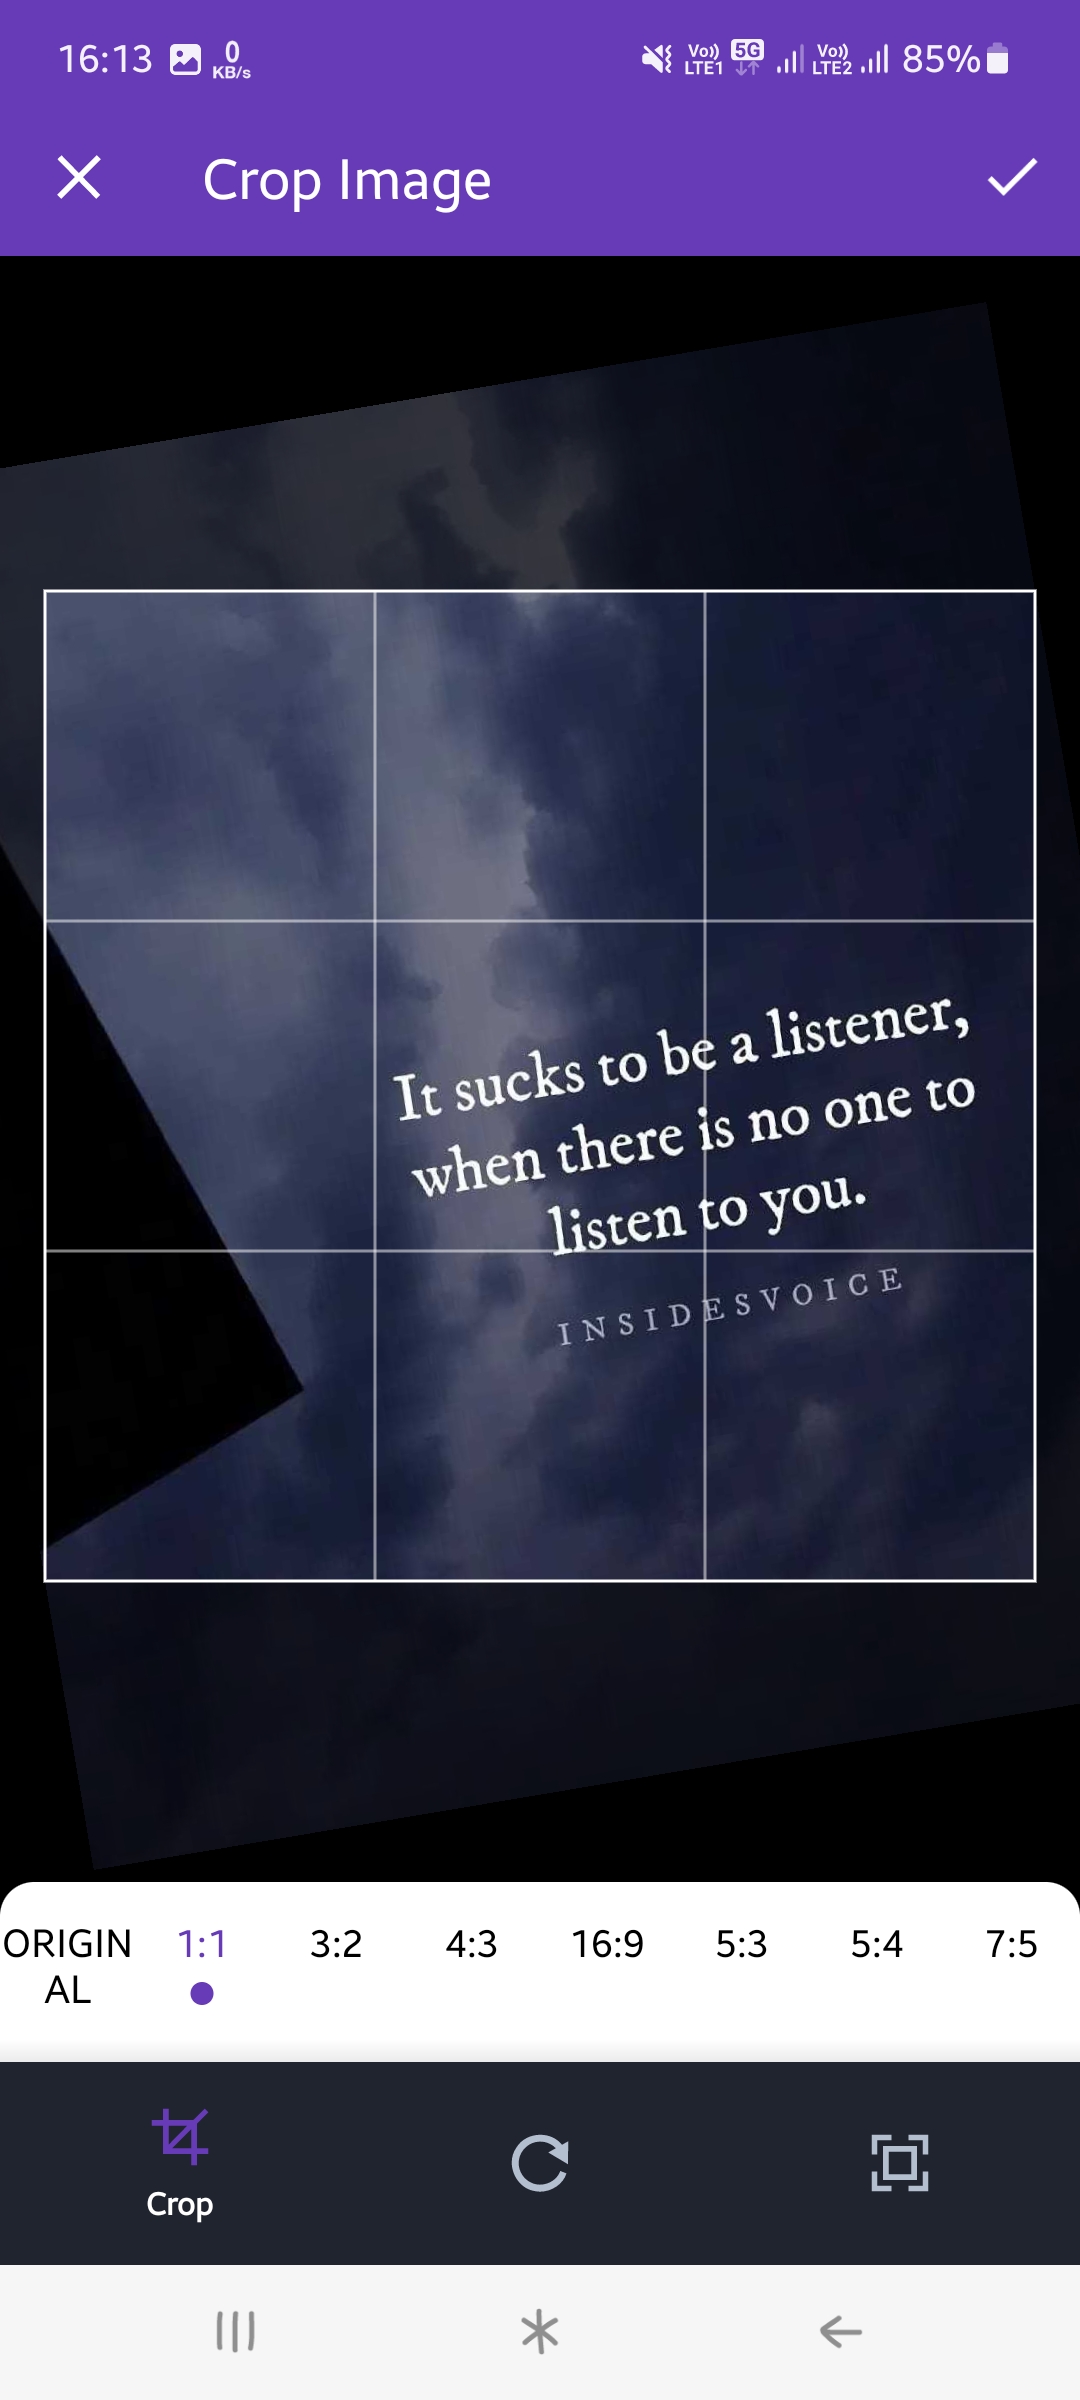 16:13 0 KB/s Vo)) LTE1 5G Vo)) LTE2 85%
Crop Image
It sucks to be a listener,
when there is no one to
listen to you.
INSIDESVOICE
ORIGIN
AL
1:1 3:2 4:3 16:9 5:3 5:4 7:5
Crop